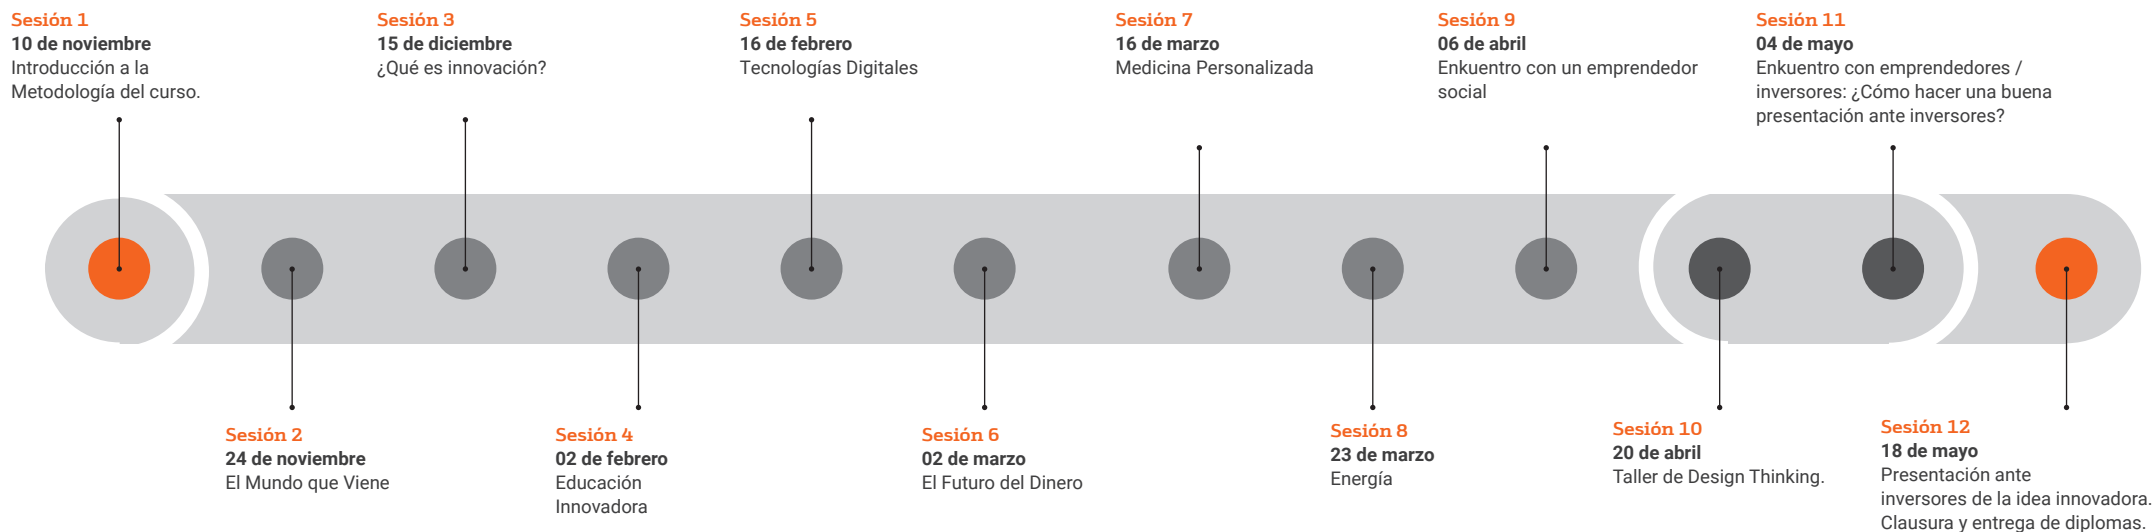 Sesión 1
10 de noviembre
Introducción a la
Metodología del curso.
Sesión 3
15 de diciembre
¿Qué es innovación?
Sesión 5
16 de febrero
Tecnologías Digitales
Sesión 7
16 de marzo
Medicina Personalizada
Sesión 9
06 de abril
Enkuentro con un emprendedor
social
Sesión 11
04 de mayo
Enkuentro con emprendedores /
inversores: ¿Cómo hacer una buena
presentación ante inversores?
Sesión 2
24 de noviembre
El Mundo que Viene
Sesión 4
02 de febrero
Educación
Innovadora
Sesión 6
02 de marzo
El Futuro del Dinero
Sesión 8
23 de marzo
Energía
Sesión 10
20 de abril
Taller de Design Thinking.
Sesión 12
18 de mayo
Presentación ante
inversores de la idea innovadora.
Clausura y entrega de diplomas.